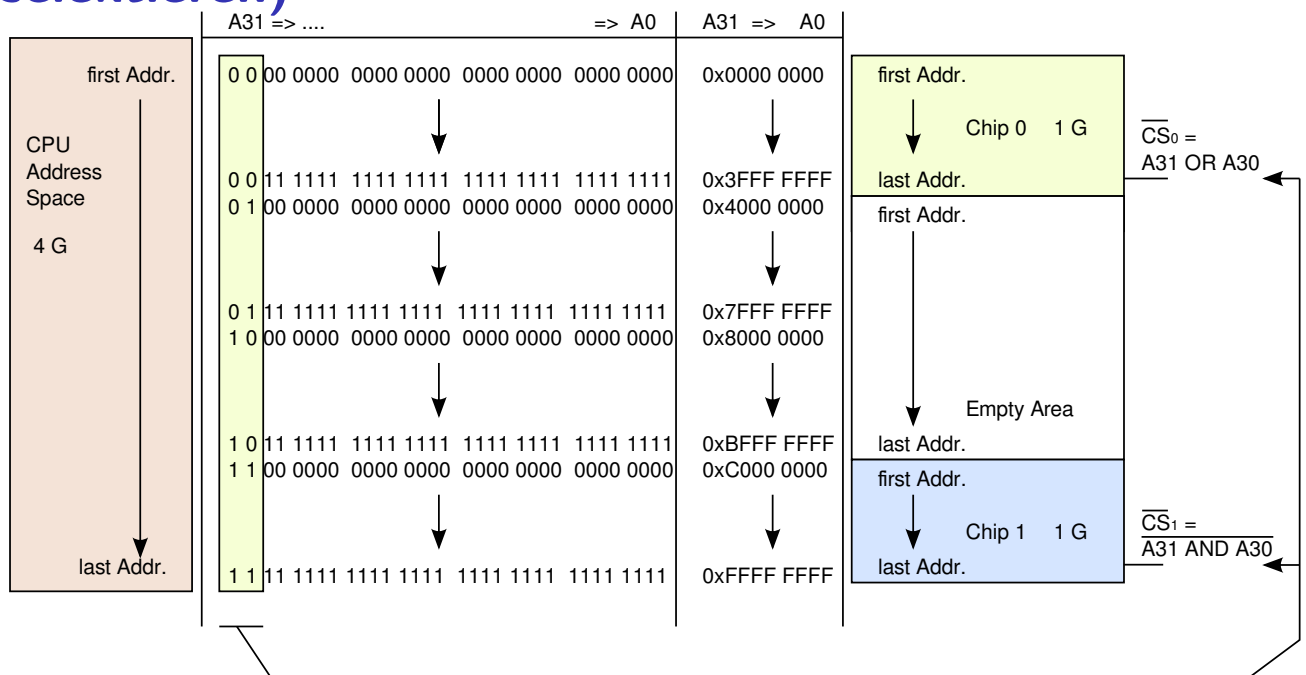 selektieren)
A31 => .... => A0 A31 => A0
first Addr. 0 0 00 0000 0000 0000 0000 0000 0000 0000 0x0000 0000 first Addr.
Chip 0 1 G
CPU
Address
Space
4 G
CS0 =
A31 OR A30
0 0 11 1111 1111 1111 1111 1111 1111 1111 0x3FFF FFFF last Addr.
0 1 00 0000 0000 0000 0000 0000 0000 0000 0x4000 0000 first Addr.
0 1 11 1111 1111 1111 1111 1111 1111 1111 0x7FFF FFFF
1 0 00 0000 0000 0000 0000 0000 0000 0000 0x8000 0000
Empty Area
1 0 11 1111 1111 1111 1111 1111 1111 1111 0xBFFF FFFF last Addr.
1 1 00 0000 0000 0000 0000 0000 0000 0000 0xC000 0000 first Addr.
Chip 1 1 G
CS1 =
A31 AND A30
last Addr. 1 1 11 1111 1111 1111 1111 1111 1111 1111 0xFFFF FFFF last Addr.